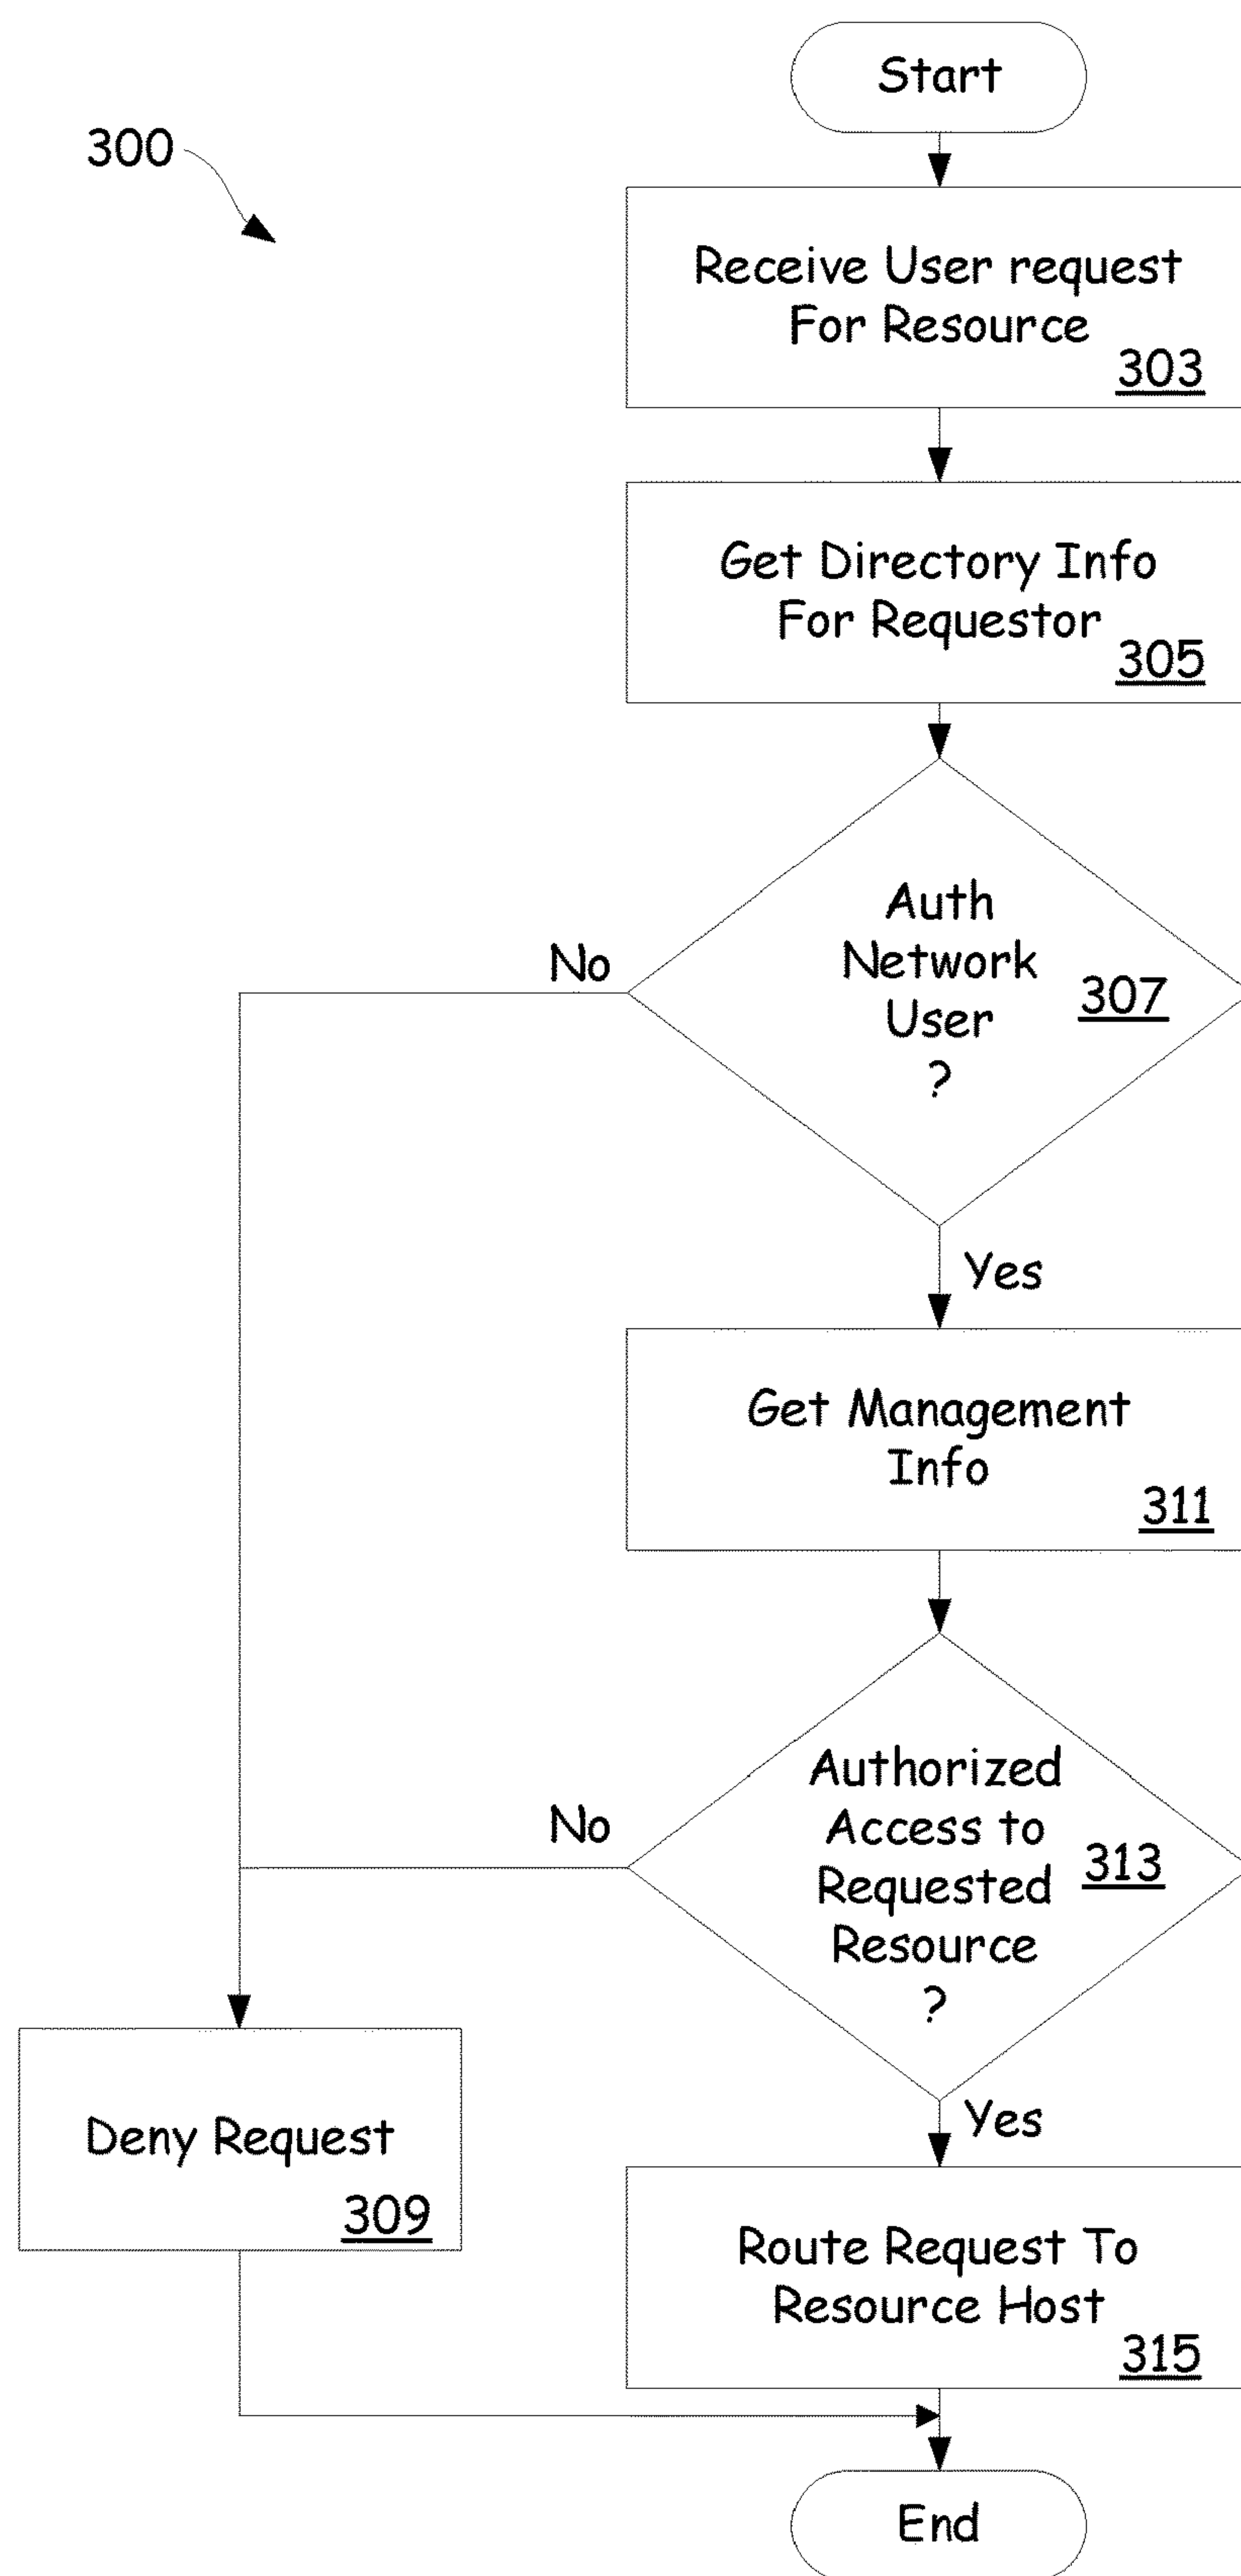 Start
300
Receive User request
For Resource
303
Get Directory Info
For Requestor
305
Auth
Network
User
?
307
No
Yes
Get Management
Info
311
Authorized
Access to
Requested
Resource
?
313
No
Yes
Deny Request
309
Route Request To
Resource Host
315
End